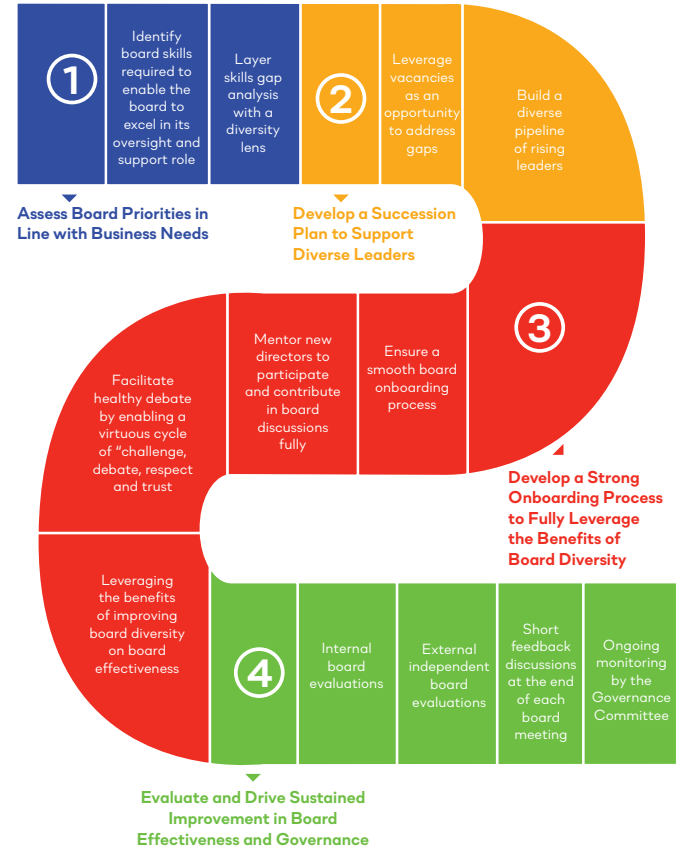 1
Identify
board skills
required to
enable the
board to
excel in its
oversight and
support role
Layer
skills gap
analysis
with a
diversity
lens
Assess Board Priorities in
Line with Business Needs
2
Leverage
vacancies
as an
opportunity
to address
gaps
Build a
diverse
pipeline
of rising
leaders
Develop a Succession
Plan to Support
Diverse Leaders
3
Develop a Strong
Onboarding Process
to Fully Leverage
the Benefits of
Board Diversity
Ensure a
smooth board
onboarding
process
Mentor new
directors to
participate
and contribute
in board
discussions
fully
Facilitate
healthy debate
by enabling a
virtuous cycle
of “challenge,
debate, respect
and trust
Leveraging
the benefits
of improving
board diversity
on board
effectiveness
4
Internal
board
evaluations
External
independent
board
evaluations
Short
feedback
discussions
at the end
of each
board
meeting
Ongoing
monitoring
by the
Governance
Committee
Evaluate and Drive Sustained
Improvement in Board
Effectiveness and Governance